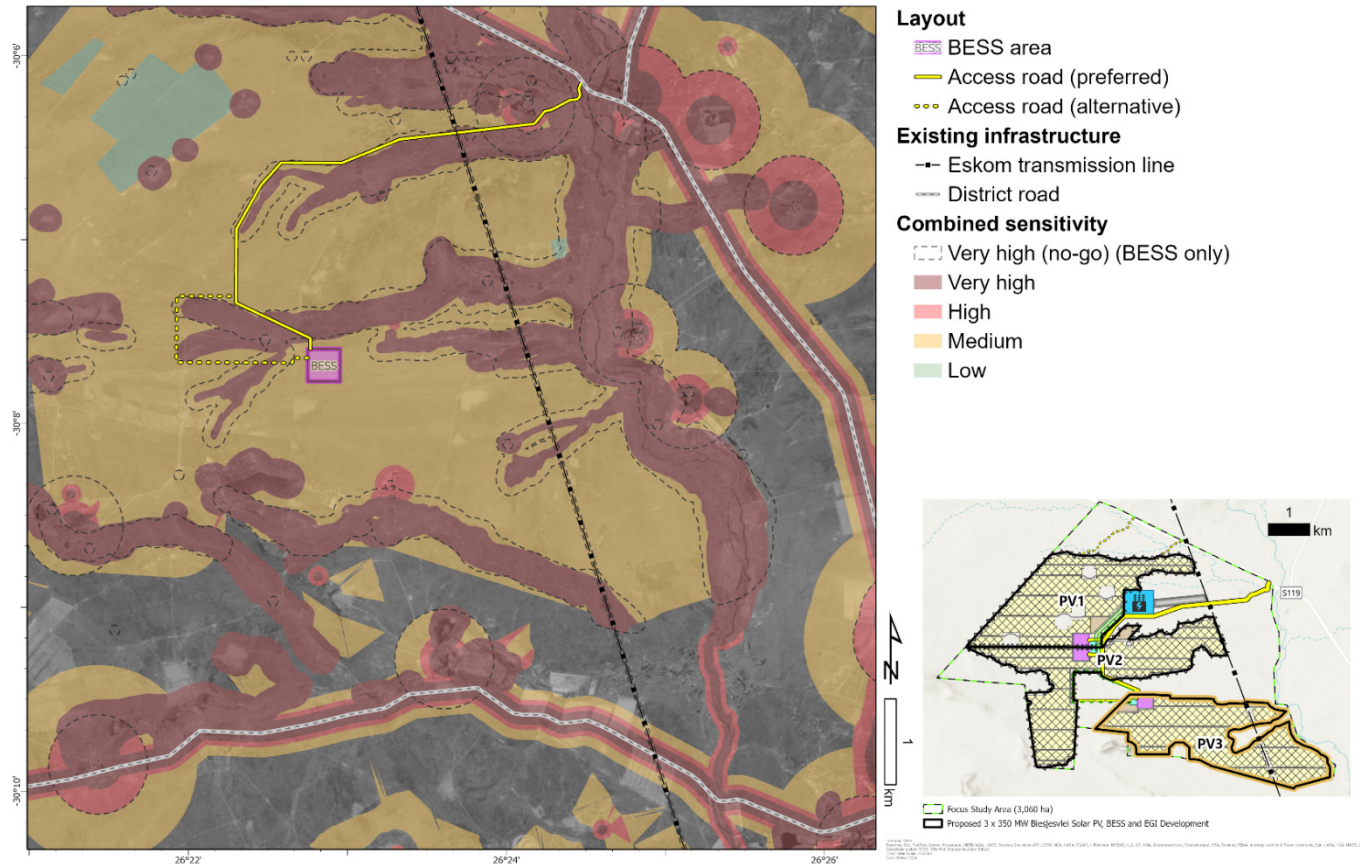 Layout
BESS BESS area
Access road (preferred)
Access road (alternative)
Existing infrastructure
Eskom transmission line
District road
Combined sensitivity
Very high (no-go) (BESS only)
Very high
High
Medium
Low
-30°6'
-30°8'
-30°10'
26°22'
26°24'
26°26'
BESS
N
1
km
1
km
S119
PV1
PV2
PV3
Focus Study Area (3,060 ha)
Proposed 3 x 350 MW Biesjesvlei Solar PV, BESS and EGI Development